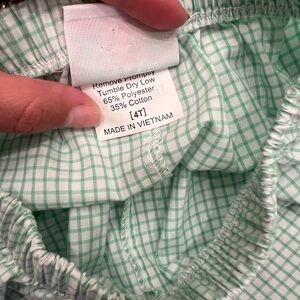 Remove Promptly
Tumble Dry Low
65% Polyester
35% Cotton
[4T]
MADE IN VIETNAM